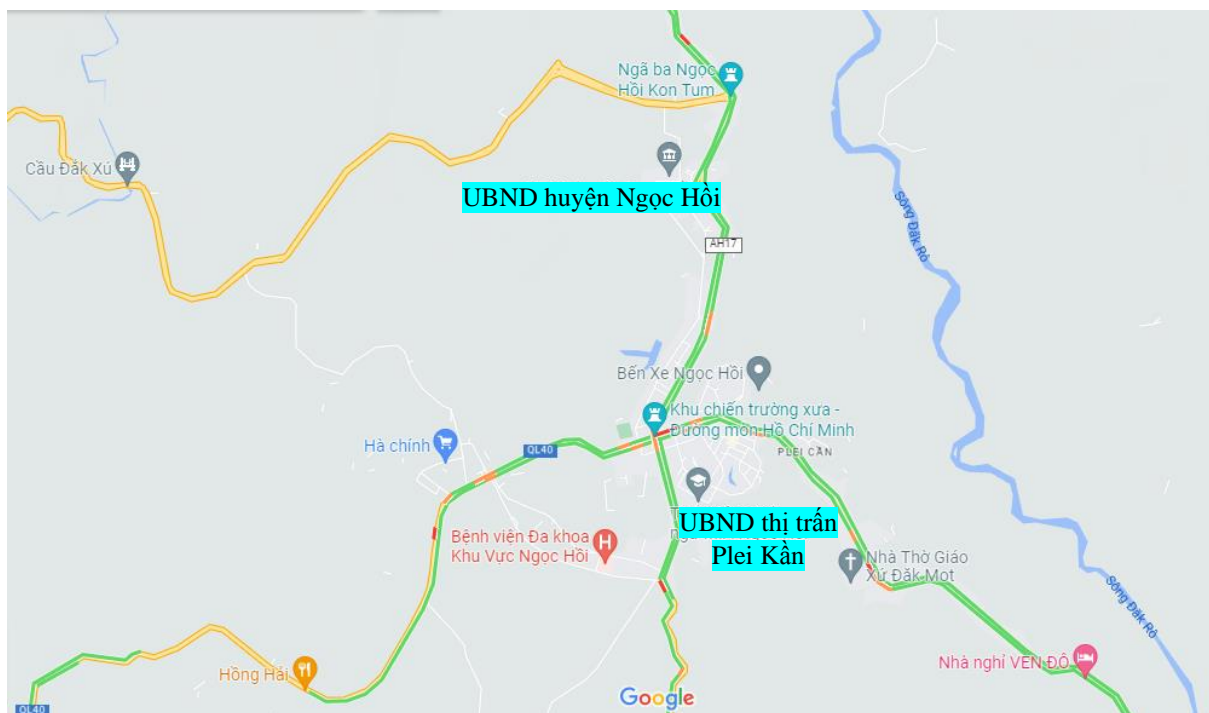 Ngã ba Ngọc
Hồi Kon Tum
Cầu Đắk Xú
UBND huyện Ngọc Hồi
Sông Đắk Rô
AH17
Bến Xe Ngọc Hồi
Khu chiến trường xưa -
Đường mòn Hồ Chí Minh
Hà chính
QL40
PLEI CẦN
UBND thị trấn
Plei Kần
Bệnh viện Đa khoa
Khu Vực Ngọc Hồi
Nhà Thờ Giáo
Xứ Đăk Mot
Sông Đắk Rô
Nhà nghỉ VEN ĐÔ
Hồng Hải
Google
QL40